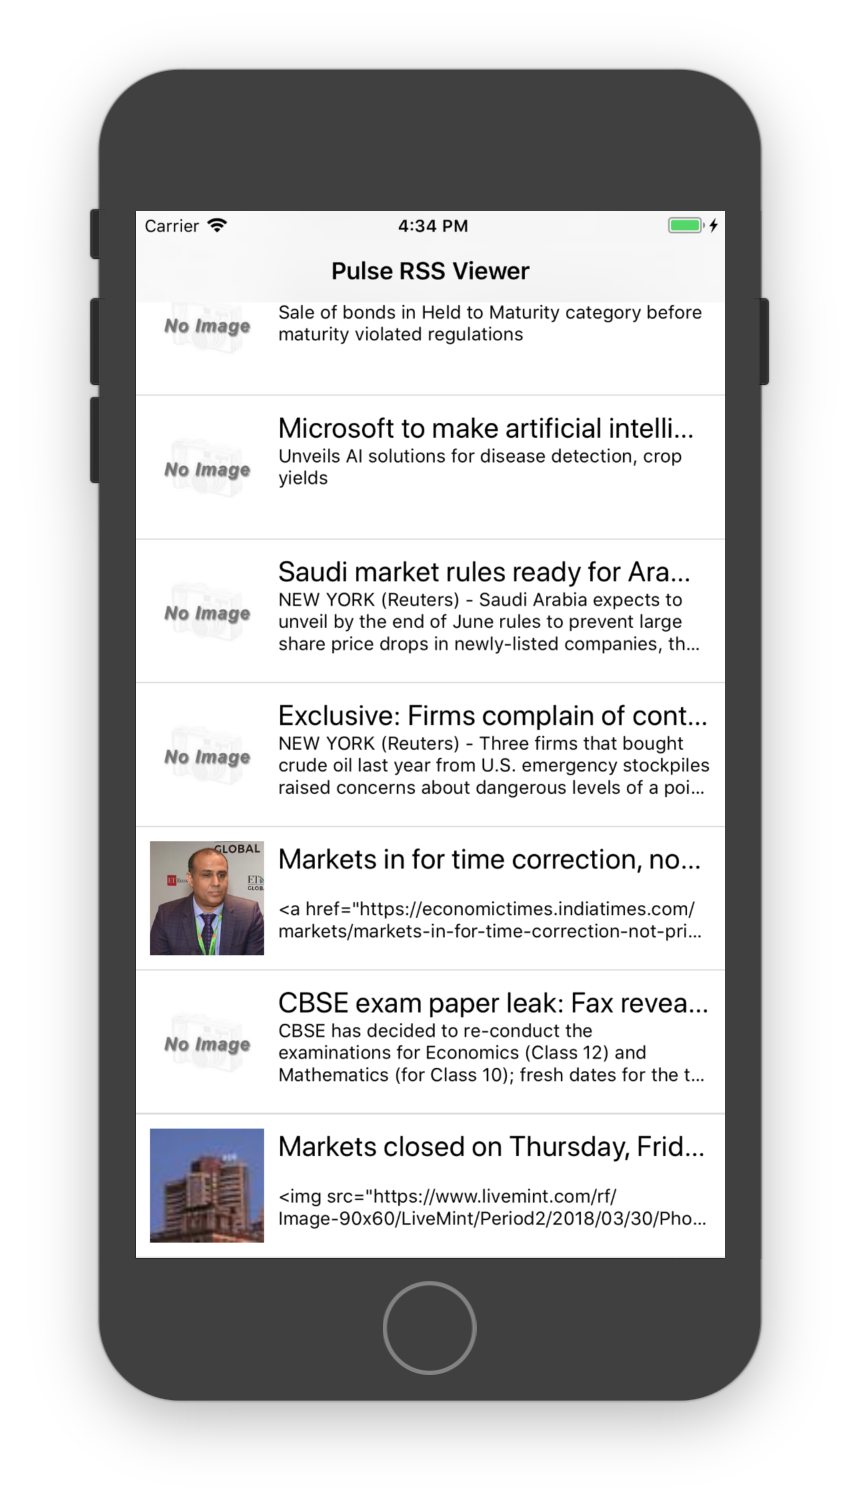 Carrier
4:34 PM
Pulse RSS Viewer
No Image
Sale of bonds in Held to Maturity category before
maturity violated regulations
No Image
Microsoft to make artificial intelli...
Unveils AI solutions for disease detection, crop
yields
No Image
Saudi market rules ready for Ara...
NEW YORK (Reuters) - Saudi Arabia expects to
unveil by the end of June rules to prevent large
share price drops in newly-listed companies, th...
No Image
Exclusive: Firms complain of cont...
NEW YORK (Reuters) - Three firms that bought
crude oil last year from U.S. emergency stockpiles
raised concerns about dangerous levels of a poi...
GLOBAL
ET
Markets in for time correction, no...
<a href="https://economictimes.indiatimes.com/
markets/markets-in-for-time-correction-not-pri...
No Image
CBSE exam paper leak: Fax revea...
CBSE has decided to re-conduct the
examinations for Economics (Class 12) and
Mathematics (for Class 10); fresh dates for the t...
Markets closed on Thursday, Frid...
<img src="https://www.livemint.com/rf/
Image-90x60/LiveMint/Period2/2018/03/30/Pho...